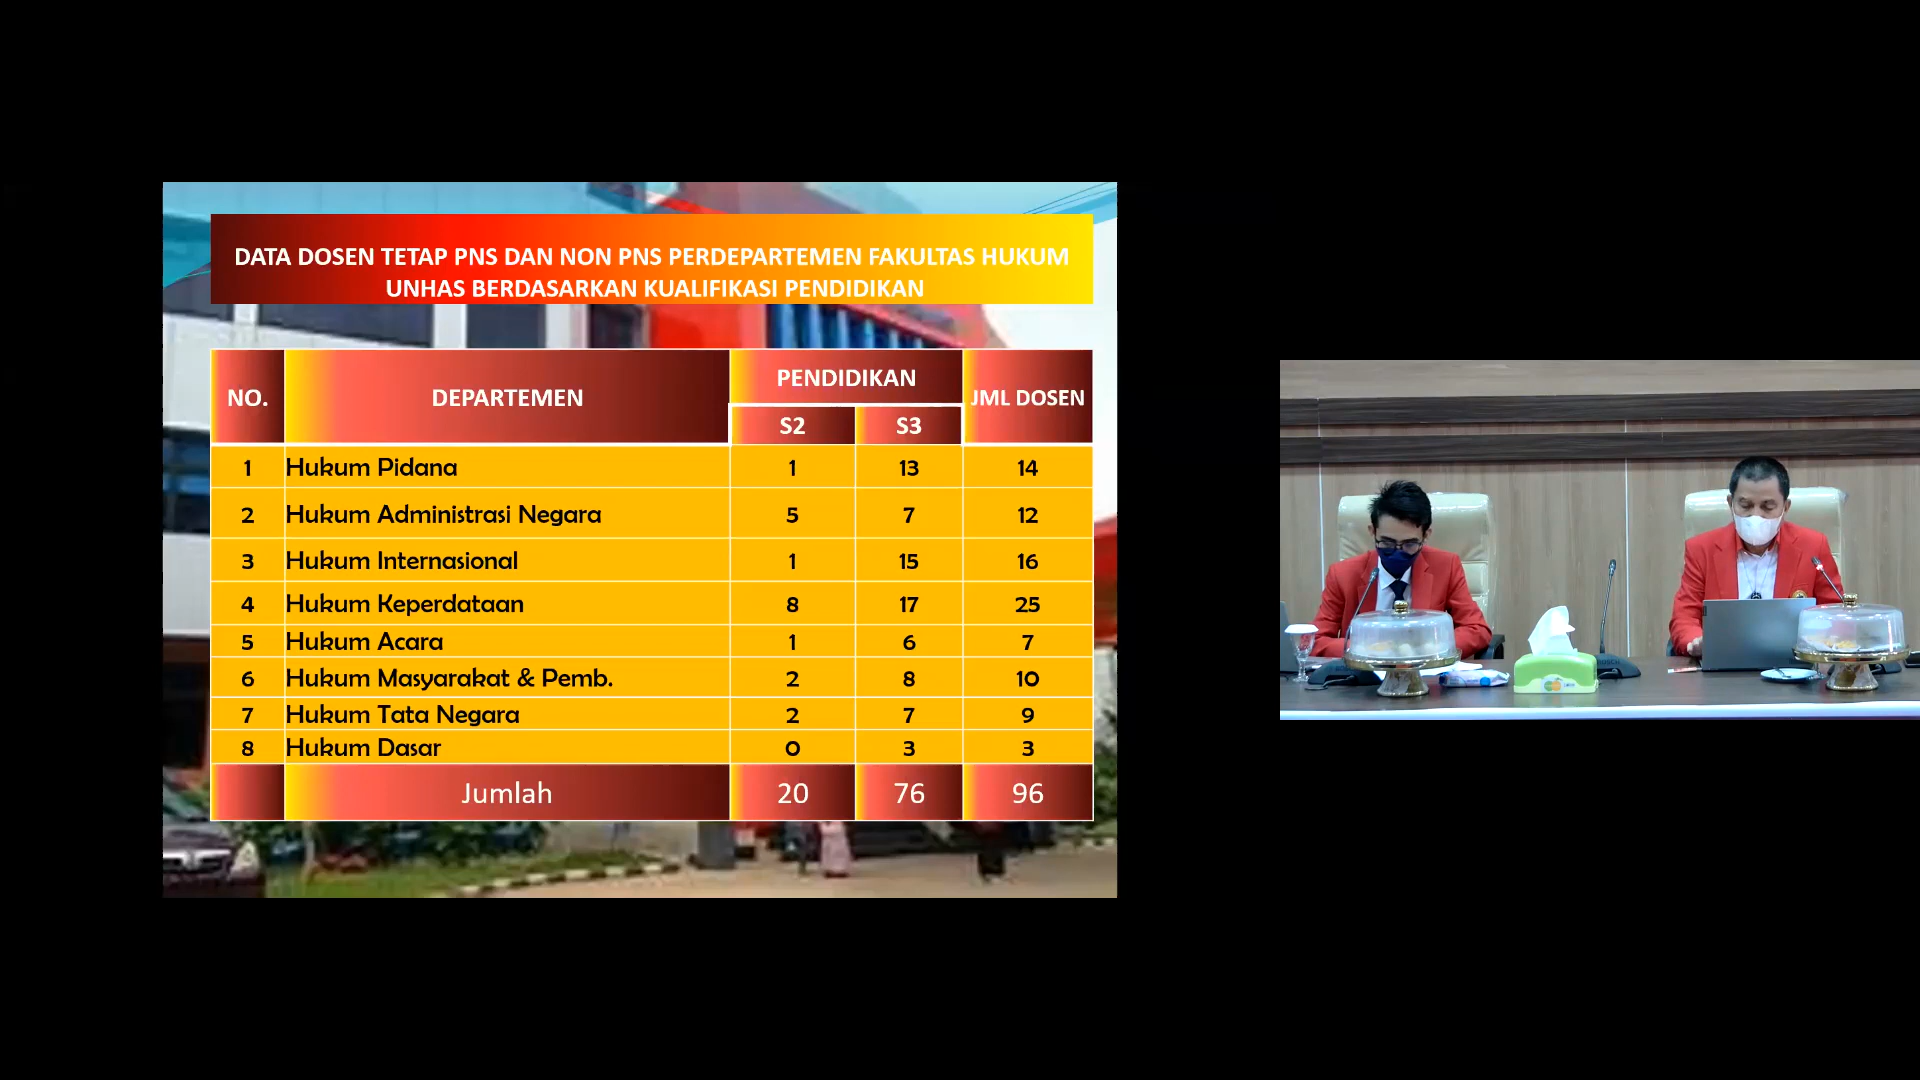 DATA DOSEN TETAP PNS DAN NON PNS PERDEPARTEMEN FAKULTAS HUKUM
UNHAS BERDASARKAN KUALIFIKASI PENDIDIKAN
NO. DEPARTEMEN PENDIDIKAN JML DOSEN
S2 S3
1 Hukum Pidana 1 13 14
2 Hukum Administrasi Negara 5 7 12
3 Hukum Internasional 1 15 16
4 Hukum Keperdataan 8 17 25
5 Hukum Acara 1 6 7
6 Hukum Masyarakat & Pemb. 2 8 10
7 Hukum Tata Negara 2 7 9
8 Hukum Dasar 0 3 3
Jumlah 20 76 96